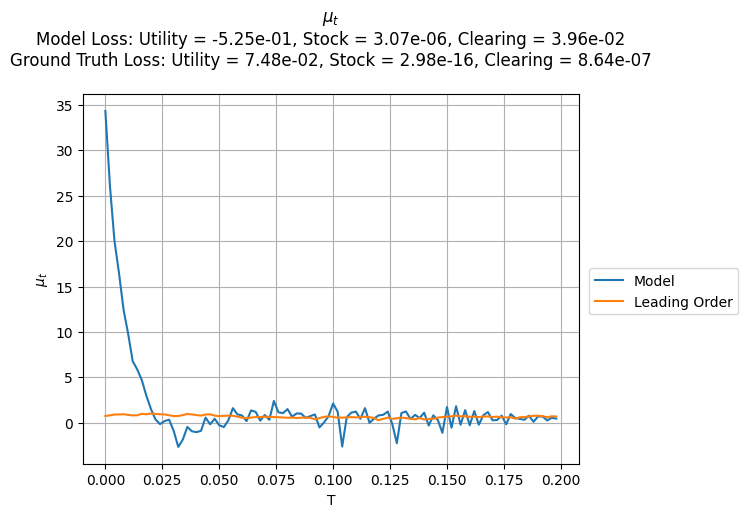 μt
Model Loss: Utility = -5.25e-01, Stock = 3.07e-06, Clearing = 3.96e-02
Ground Truth Loss: Utility = 7.48e-02, Stock = 2.98e-16, Clearing = 8.64e-07
35
30
25
20
15
10
5
0
μt
0.000
0.025
0.050
0.075
0.100
0.125
0.150
0.175
0.200
T
Model
Leading Order